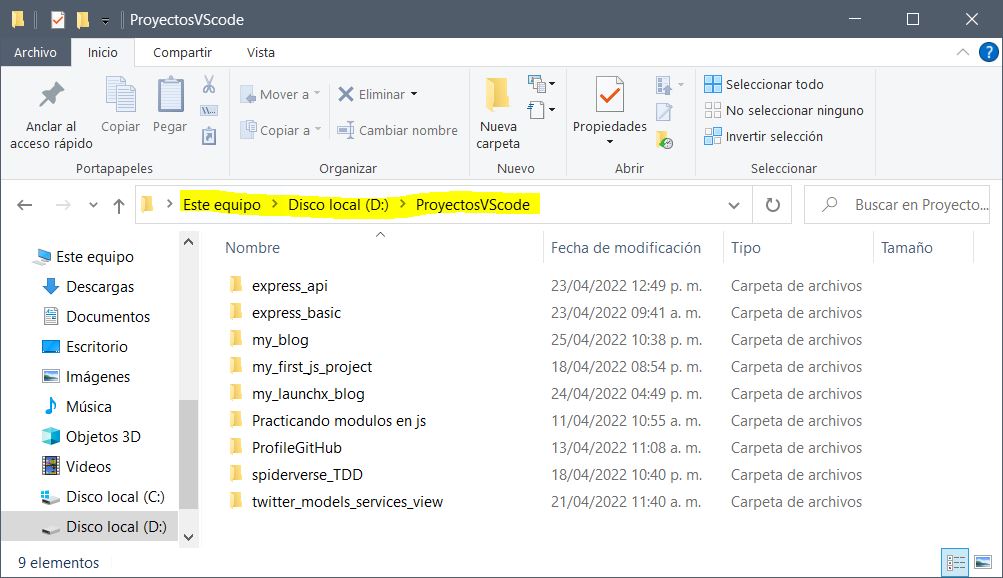 ProyectosVScode
Archivo Inicio Compartir Vista
Anclar al acceso rápido
Copiar
Pegar
Portapapeles
Mover a
Copiar a
Eliminar
Cambiar nombre
Organizar
Nueva carpeta
Nuevo
Propiedades
Abrir
Seleccionar todo
No seleccionar ninguno
Invertir selección
Seleccionar
Este equipo > Disco local (D:) > ProyectosVScode
Buscar en Proyecto...
Este equipo
Descargas
Documentos
Escritorio
Imágenes
Música
Objetos 3D
Videos
Disco local (C:)
Disco local (D:)
Nombre Fecha de modificación Tipo Tamaño
express_api 23/04/2022 12:49 p. m. Carpeta de archivos
express_basic 23/04/2022 09:41 a. m. Carpeta de archivos
my_blog 25/04/2022 10:38 p. m. Carpeta de archivos
my_first_js_project 18/04/2022 08:54 p. m. Carpeta de archivos
my_launchx_blog 24/04/2022 04:49 p. m. Carpeta de archivos
Practicando modulos en js 11/04/2022 10:55 a. m. Carpeta de archivos
ProfileGitHub 13/04/2022 11:08 a. m. Carpeta de archivos
spiderverse_TDD 18/04/2022 10:40 p. m. Carpeta de archivos
twitter_models_services_view 21/04/2022 11:40 a. m. Carpeta de archivos
9 elementos